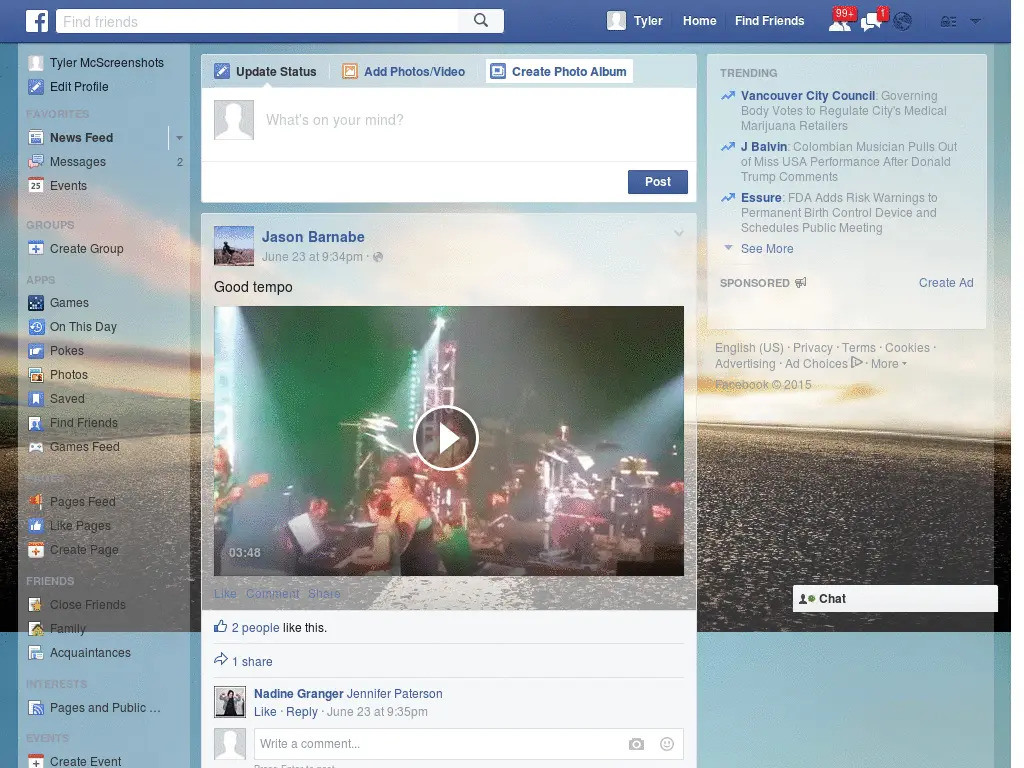 Find friends
Tyler Home Find Friends 99+ 1
Tyler McScreenshots
Edit Profile
FAVORITES
News Feed
Messages 2
Events
GROUPS
Create Group
APPS
Games
On This Day
Pokes
Photos
Saved
Find Friends
Games Feed
Pages Feed
Like Pages
Create Page
FRIENDS
Close Friends
Family
Acquaintances
INTERESTS
Pages and Public ...
EVENTS
Create Event
Update Status Add Photos/Video Create Photo Album
What's on your mind?
Post
Jason Barnabe
June 23 at 9:34pm ·
Good tempo
03:48
Like Comment Share
2 people like this.
1 share
Nadine Granger Jennifer Paterson
Like · Reply · June 23 at 9:35pm
Write a comment...
TRENDING
Vancouver City Council: Governing
Body Votes to Regulate City's Medical
Marijuana Retailers
J Balvin: Colombian Musician Pulls Out
of Miss USA Performance After Donald
Trump Comments
Essure: FDA Adds Risk Warnings to
Permanent Birth Control Device and
Schedules Public Meeting
See More
SPONSORED Create Ad
English (US) · Privacy · Terms · Cookies ·
Advertising · Ad Choices · More
Facebook © 2015
Chat